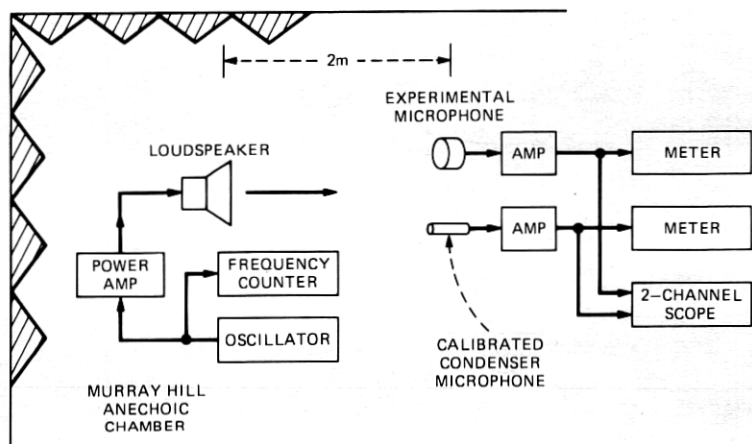 2m
EXPERIMENTAL
MICROPHONE
LOUDSPEAKER
AMP
METER
AMP
METER
POWER
AMP
FREQUENCY
COUNTER
2-CHANNEL
SCOPE
OSCILLATOR
CALIBRATED
CONDENSER
MICROPHONE
MURRAY HILL
ANECHOIC
CHAMBER